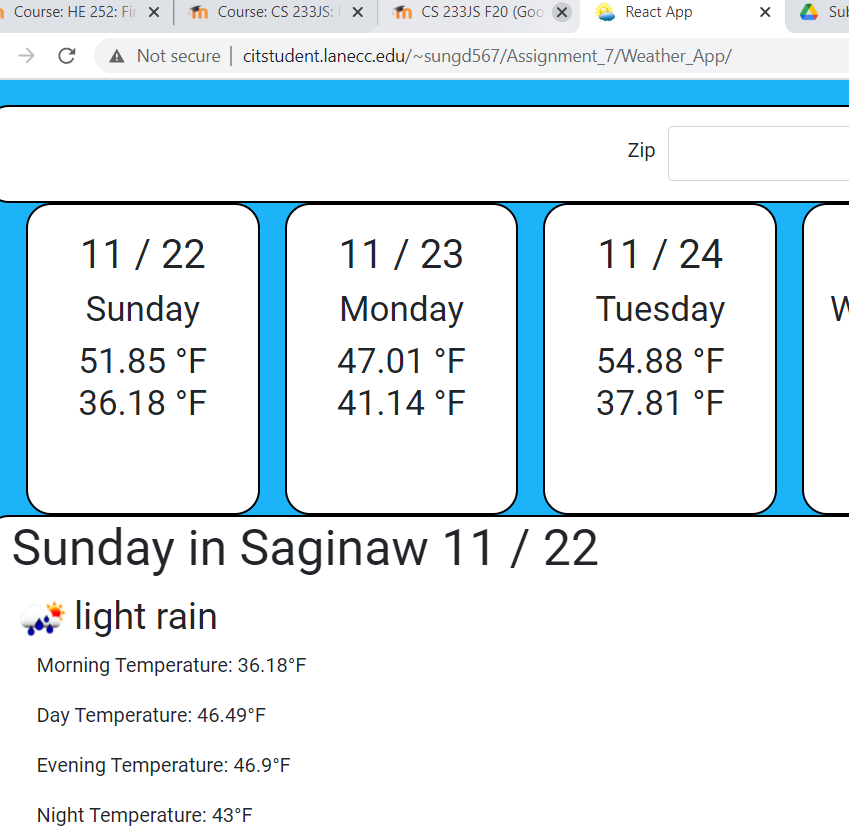 Course: HE 252: Fir
Course: CS 233JS:
CS 233JS F20 (Goo
React App
Sub
Not secure | citstudent.lanecc.edu/~sungd567/Assignment_7/Weather_App/
Zip
11 / 22
Sunday
51.85 °F
36.18 °F
11 / 23
Monday
47.01 °F
41.14 °F
11 / 24
Tuesday
54.88 °F
37.81 °F
W
Sunday in Saginaw 11 / 22
light rain
Morning Temperature: 36.18°F
Day Temperature: 46.49°F
Evening Temperature: 46.9°F
Night Temperature: 43°F